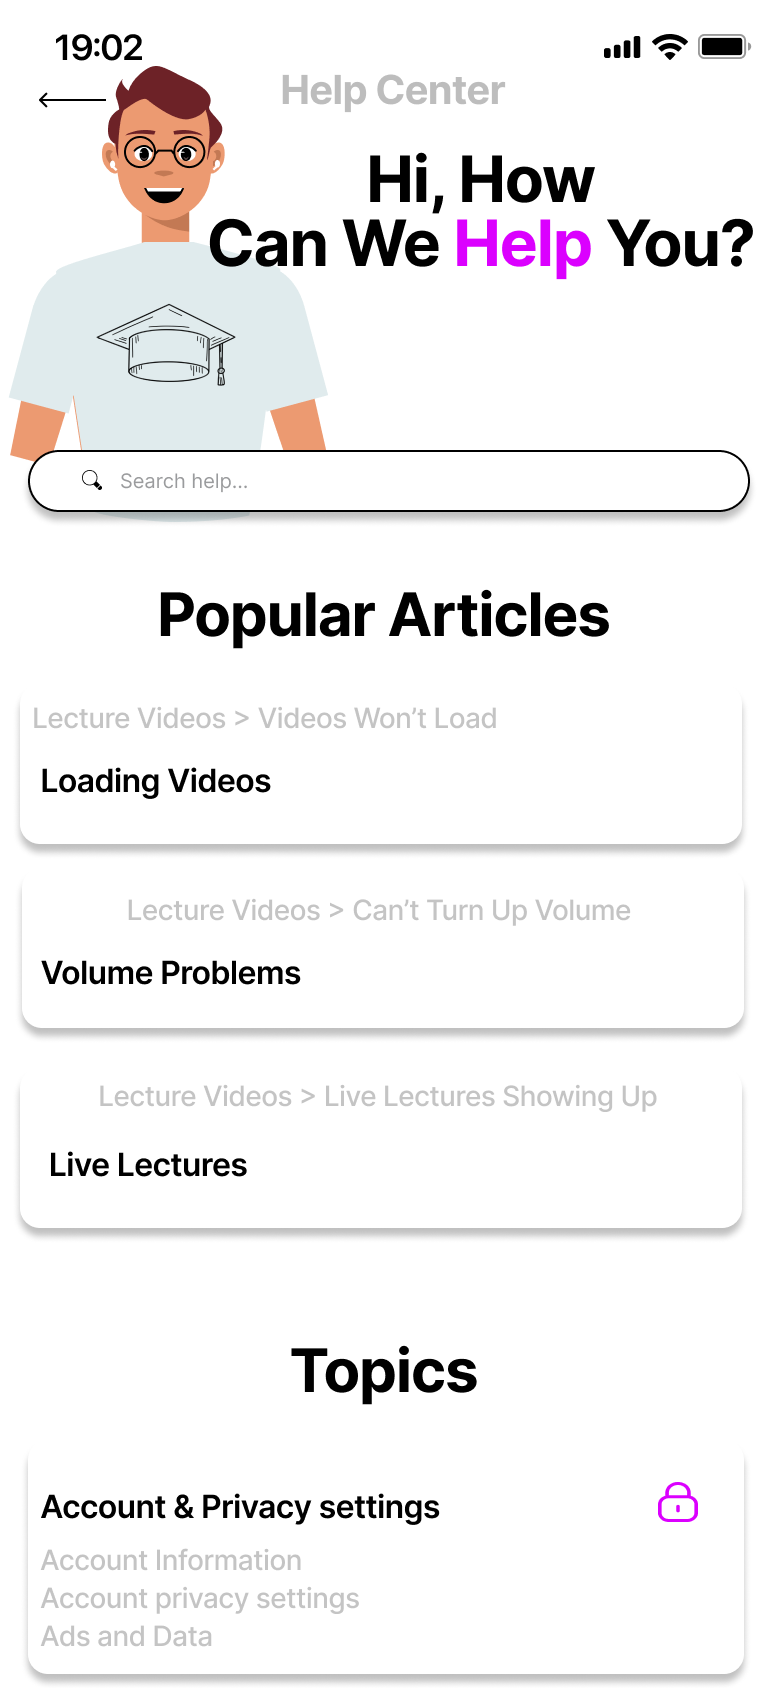 19:02
Help Center
Hi, How
Can We Help You?
Search help...
Popular Articles
Lecture Videos > Videos Won’t Load
Loading Videos
Lecture Videos > Can’t Turn Up Volume
Volume Problems
Lecture Videos > Live Lectures Showing Up
Live Lectures
Topics
Account & Privacy settings
Account Information
Account privacy settings
Ads and Data